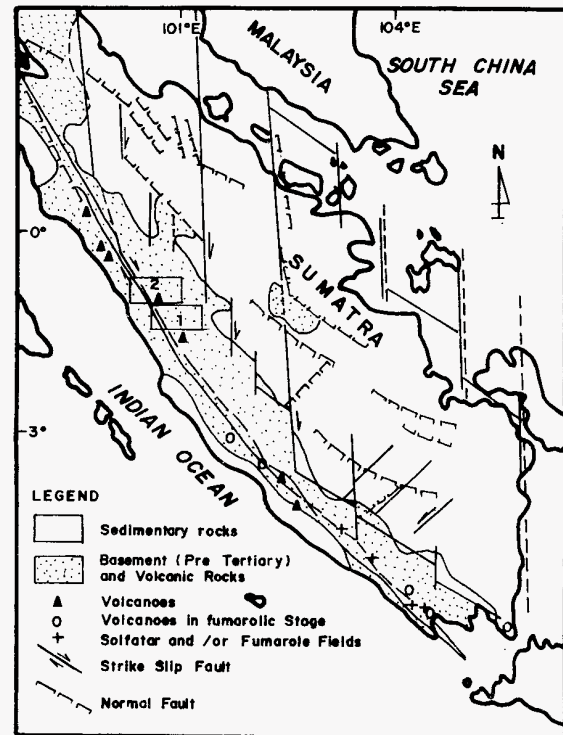 101°E
104°E
MALAYSIA
SOUTH CHINA
SEA
N
0°
SUMATRA
2
1
INDIAN OCEAN
3°
LEGEND
Sedimentary rocks
Basement (Pre Tertiary)
and Volcanic Rocks
Volcanoes
Volcanoes in fumarolic Stage
Solfatar and /or Fumarole Fields
Strike Slip Fault
Normal Fault